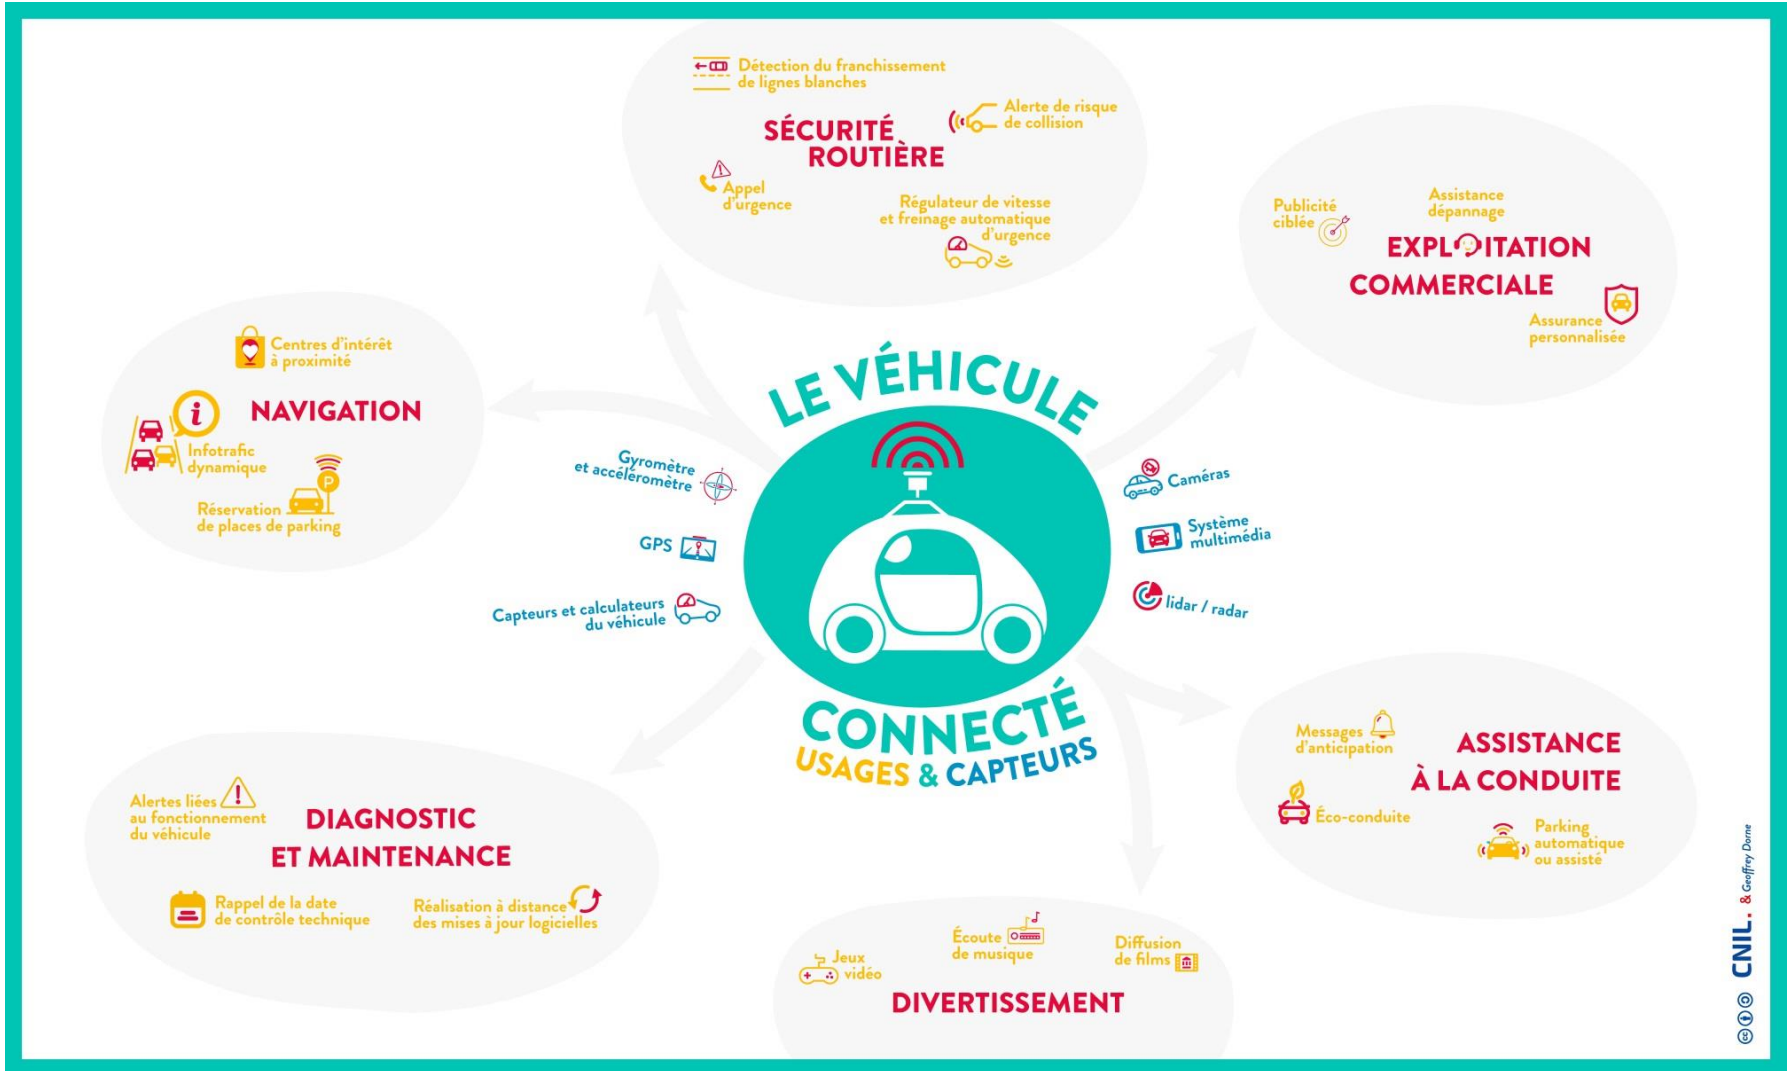 Détection du franchissement
de lignes blanches
Alerte de risque
de collision
SÉCURITÉ
ROUTIÈRE
Appel
d'urgence
Régulateur de vitesse
et freinage automatique
d'urgence
Publicité
ciblée
Assistance
dépannage
EXPLOITATION
COMMERCIALE
Assurance
personnalisée
Centres d'intérêt
à proximité
i
NAVIGATION
Infotrafic
dynamique
P
Réservation
de places de parking
LE VÉHICULE
Gyromètre
et accéléromètre
GPS
Capteurs et calculateurs
du véhicule
Caméras
Système
multimédia
lidar / radar
CONNECTÉ
USAGES & CAPTEURS
Alertes liées
au fonctionnement
du véhicule
DIAGNOSTIC
ET MAINTENANCE
Rappel de la date
de contrôle technique
Réalisation à distance
des mises à jour logicielles
Jeux
vidéo
Écoute
de musique
Diffusion
de films
DIVERTISSEMENT
Messages
d'anticipation
ASSISTANCE
À LA CONDUITE
Éco-conduite
Parking
automatique
ou assisté
cc CNIL. & Geoffrey Dorne